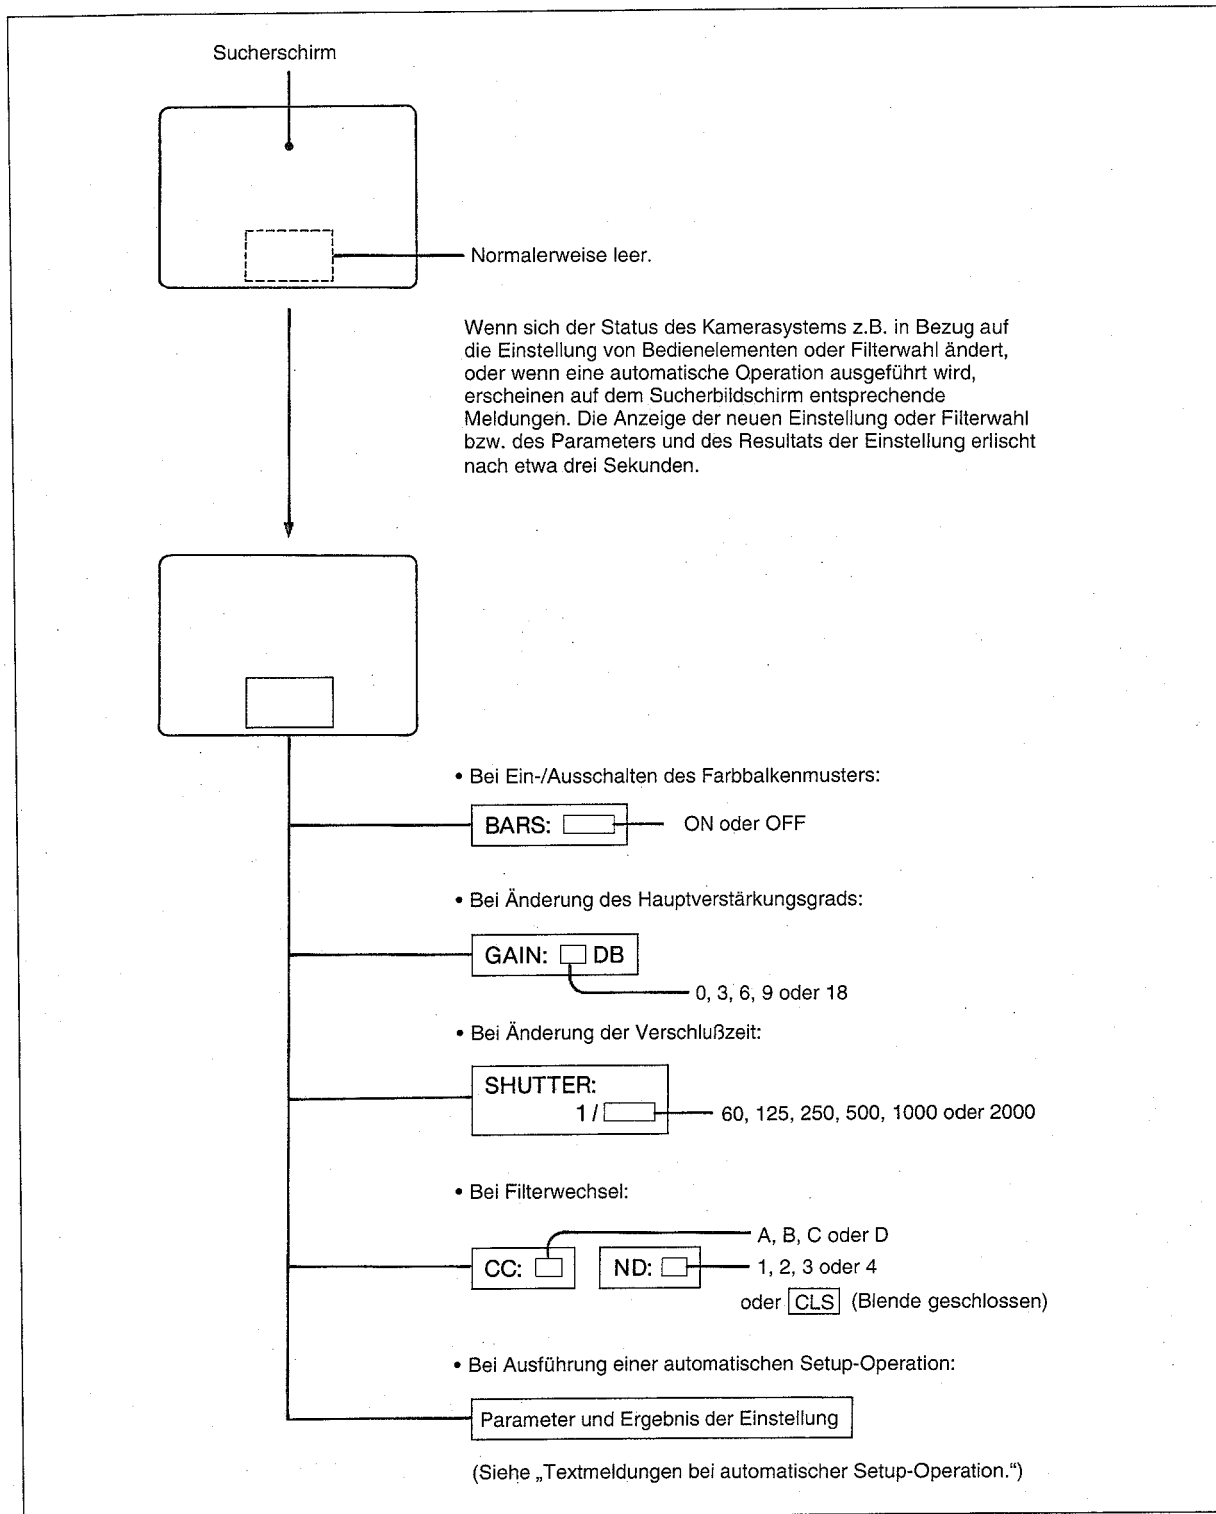 Sucherschirm
Normalerweise leer.
Wenn sich der Status des Kamerasystems z.B. in Bezug auf
die Einstellung von Bedienelementen oder Filterwahl ändert,
oder wenn eine automatische Operation ausgeführt wird,
erscheinen auf dem Sucherbildschirm entsprechende
Meldungen. Die Anzeige der neuen Einstellung oder Filterwahl
bzw. des Parameters und des Resultats der Einstellung erlischt
nach etwa drei Sekunden.
• Bei Ein-/Ausschalten des Farbbalkenmusters:
BARS: ON oder OFF
• Bei Änderung des Hauptverstärkungsgrads:
GAIN: DB
0, 3, 6, 9 oder 18
• Bei Änderung der Verschlußzeit:
SHUTTER:
1/ 60, 125, 250, 500, 1000 oder 2000
• Bei Filterwechsel:
A, B, C oder D
CC: ND: 1, 2, 3 oder 4
oder CLS (Blende geschlossen)
• Bei Ausführung einer automatischen Setup-Operation:
Parameter und Ergebnis der Einstellung
(Siehe „Textmeldungen bei automatischer Setup-Operation.“)